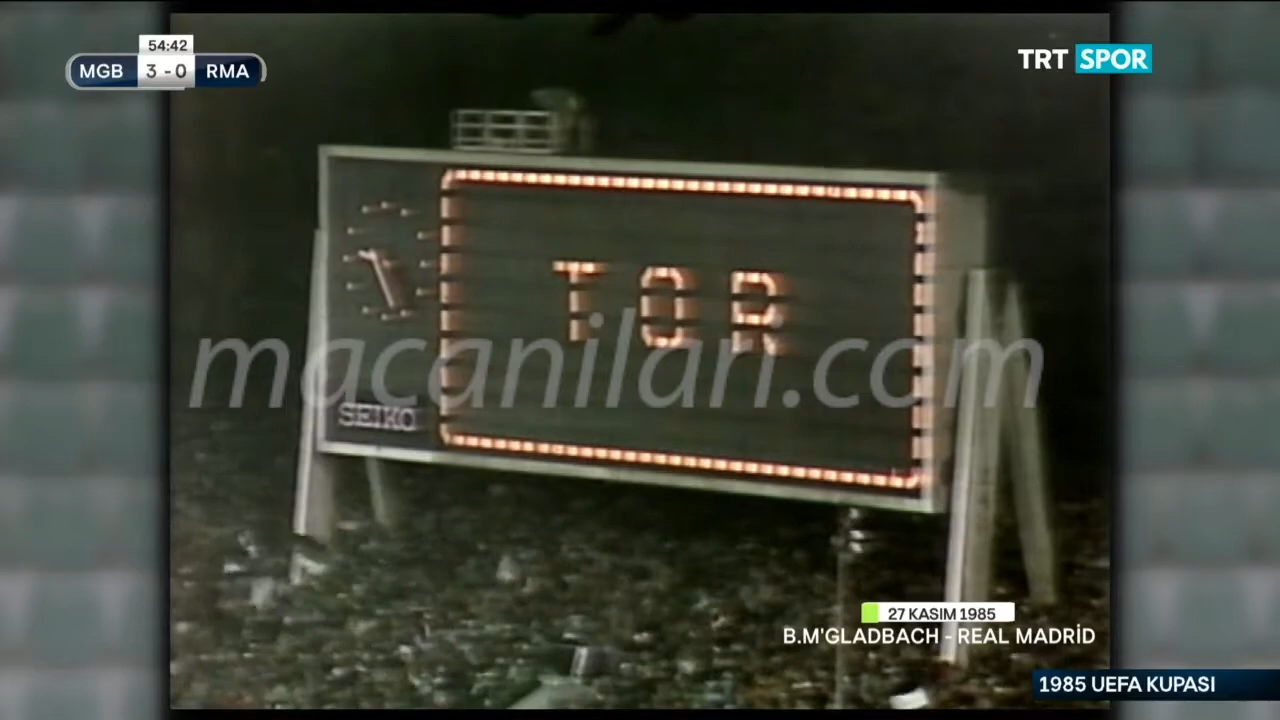 54:42
MGB 3 - 0 RMA
TRT SPOR
TOR
macanilari.com
SEIKO
27 KASIM 1985
B.M'GLADBACH - REAL MADRİD
1985 UEFA KUPASI